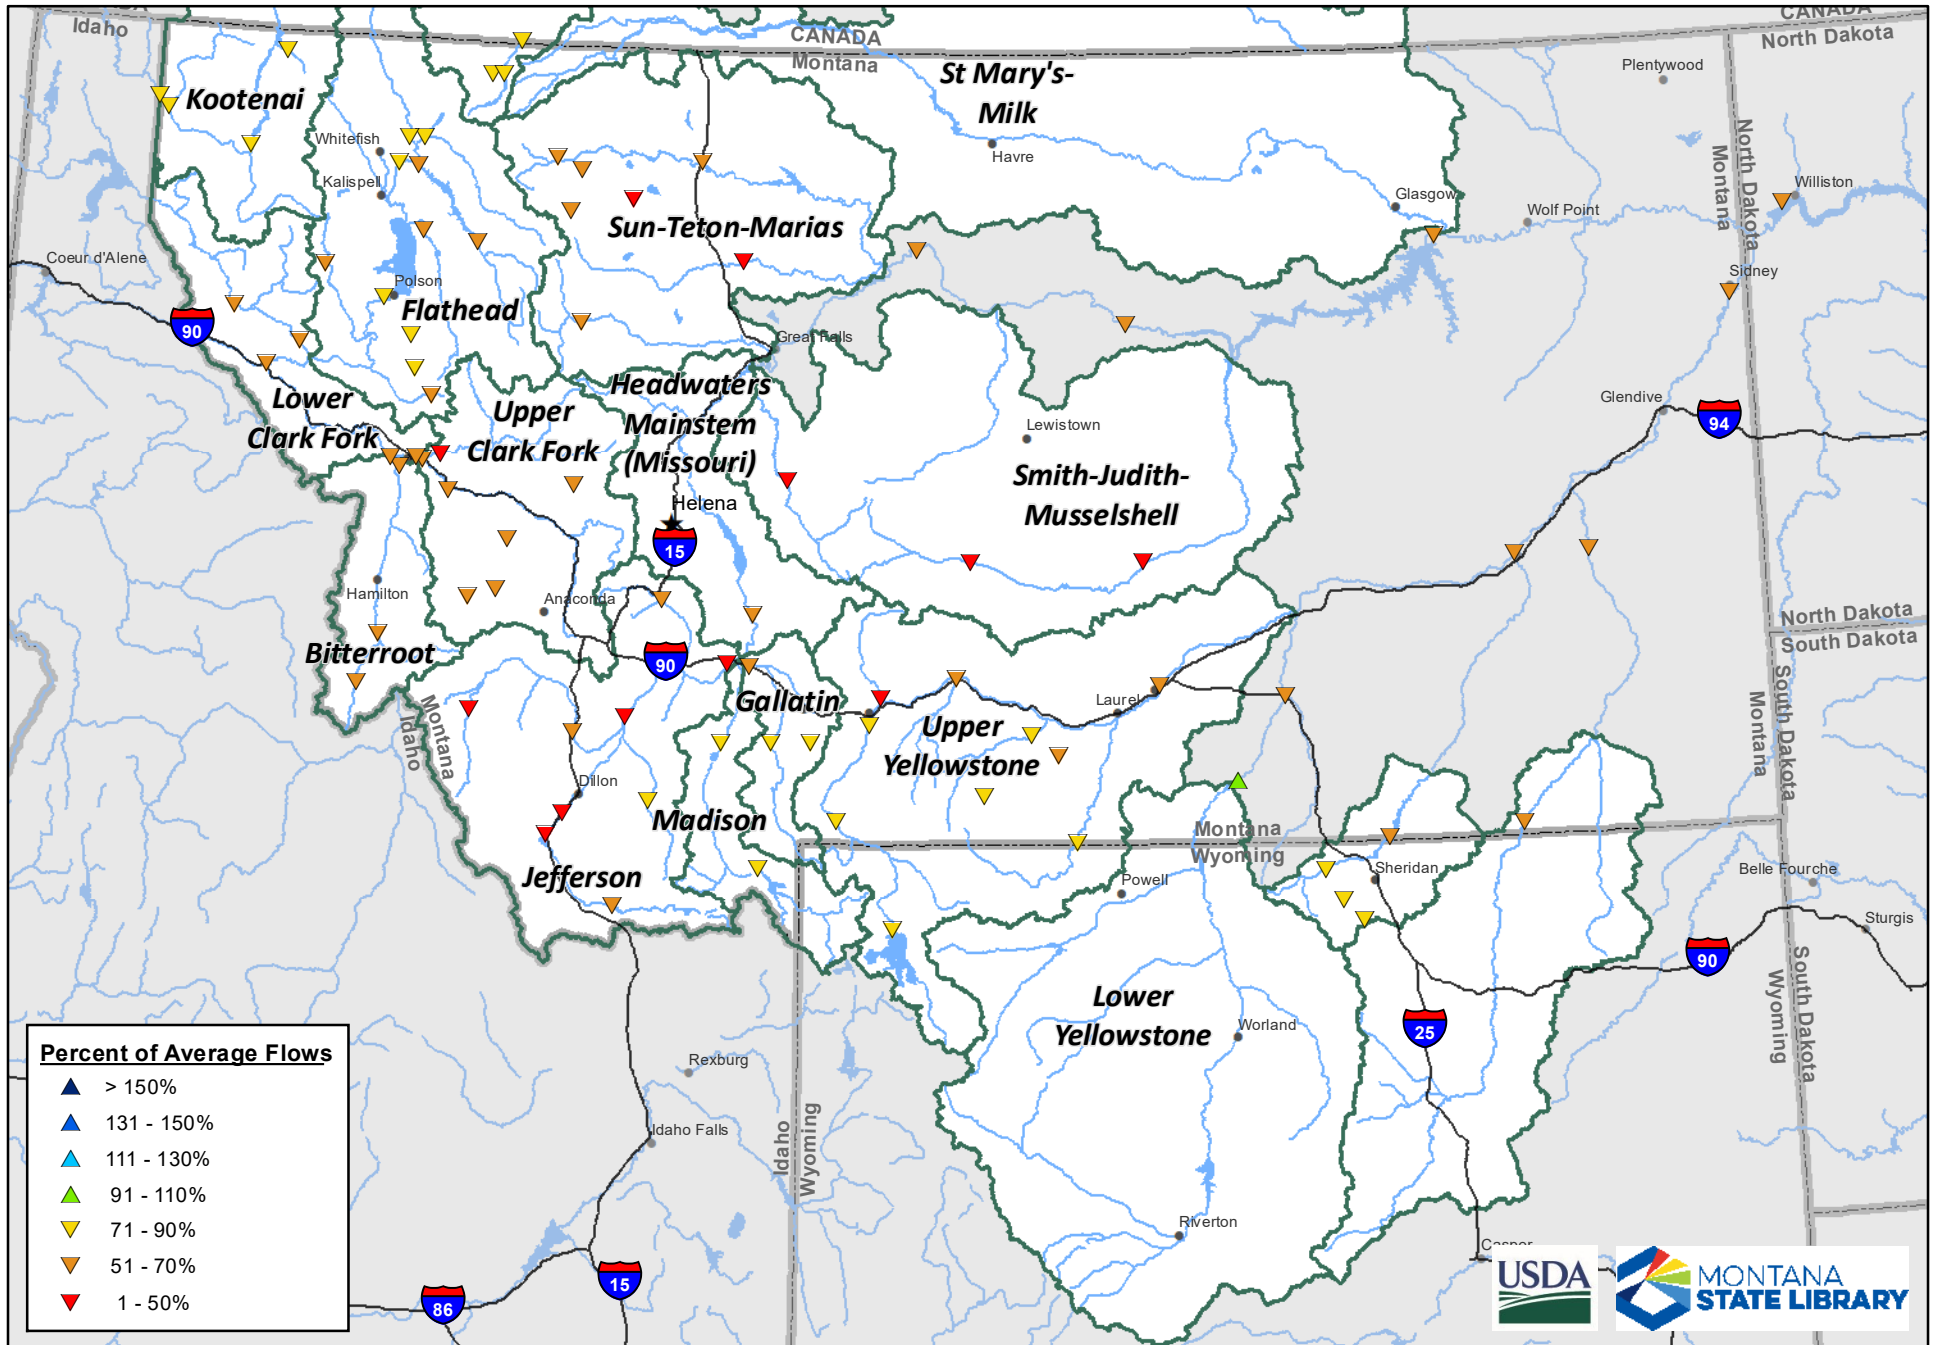 CANADA
Idaho
CANADA
Montana
CANADA
North Dakota
St Mary's-
Milk
Plentywood
Kootenai
Whitefish
Havre
Kalispell
North Dakota
Montana
Williston
Glasgow
Wolf Point
Sun-Teton-Marias
Coeur d'Alene
Polson
Sidney
Flathead
90
Great Falls
Headwaters
Mainstem
(Missouri)
Lower
Clark Fork
Upper
Clark Fork
Glendive
94
Lewistown
Smith-Judith-
Musselshell
Helena
15
Hamilton
Anaconda
North Dakota
South Dakota
Bitterroot
90
Montana
Idaho
Gallatin
Laurel
Upper
Yellowstone
South Dakota
Montana
Dillon
Madison
Montana
Wyoming
Jefferson
Powell
Sheridan
Belle Fourche
Sturgis
90
South Dakota
Wyoming
Lower
Yellowstone
Worland
25
Rexburg
Idaho Falls
Idaho
Wyoming
Riverton
Casper
15
86
Percent of Average Flows
> 150%
131 - 150%
111 - 130%
91 - 110%
71 - 90%
51 - 70%
1 - 50%
USDA
MONTANA
STATE LIBRARY